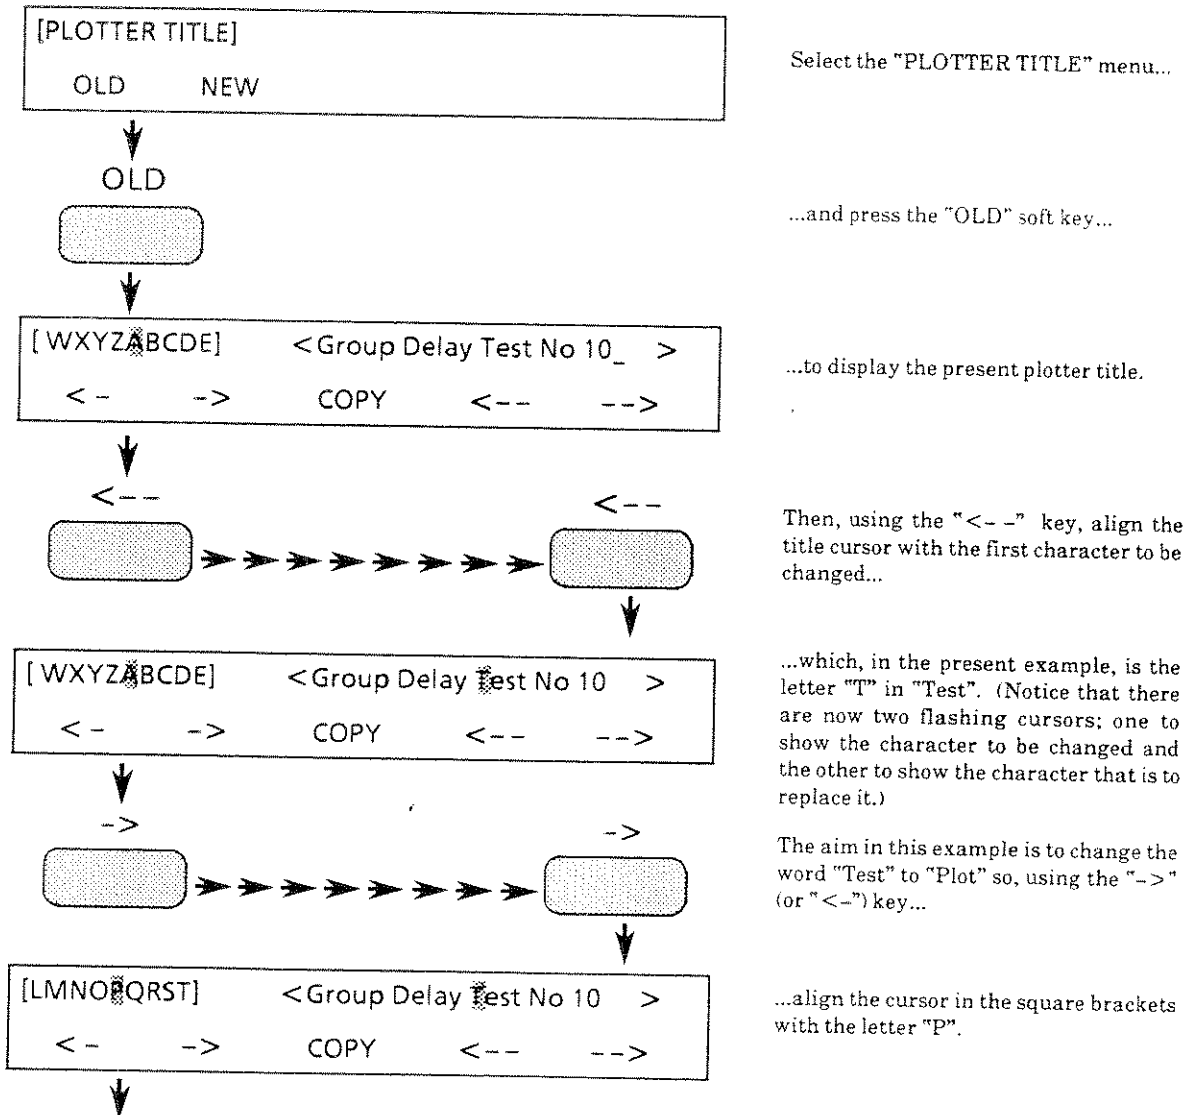 [PLOTTER TITLE]
OLD NEW
Select the "PLOTTER TITLE" menu...
OLD
...and press the "OLD" soft key...
[ WXYZABCDE] <Group Delay Test No 10_ >
<- -> COPY <-- -->
...to display the present plotter title.
<-- <--
Then, using the "<--" key, align the
title cursor with the first character to be
changed...
[ WXYZABCDE] <Group Delay Test No 10 >
<- -> COPY <-- -->
...which, in the present example, is the
letter "T" in "Test". (Notice that there
are now two flashing cursors; one to
show the character to be changed and
the other to show the character that is to
replace it.)
-> ->
The aim in this example is to change the
word "Test" to "Plot" so, using the "->"
(or "<-") key...
[LMNOPQRST] <Group Delay Test No 10 >
<- -> COPY <-- -->
...align the cursor in the square brackets
with the letter "P".